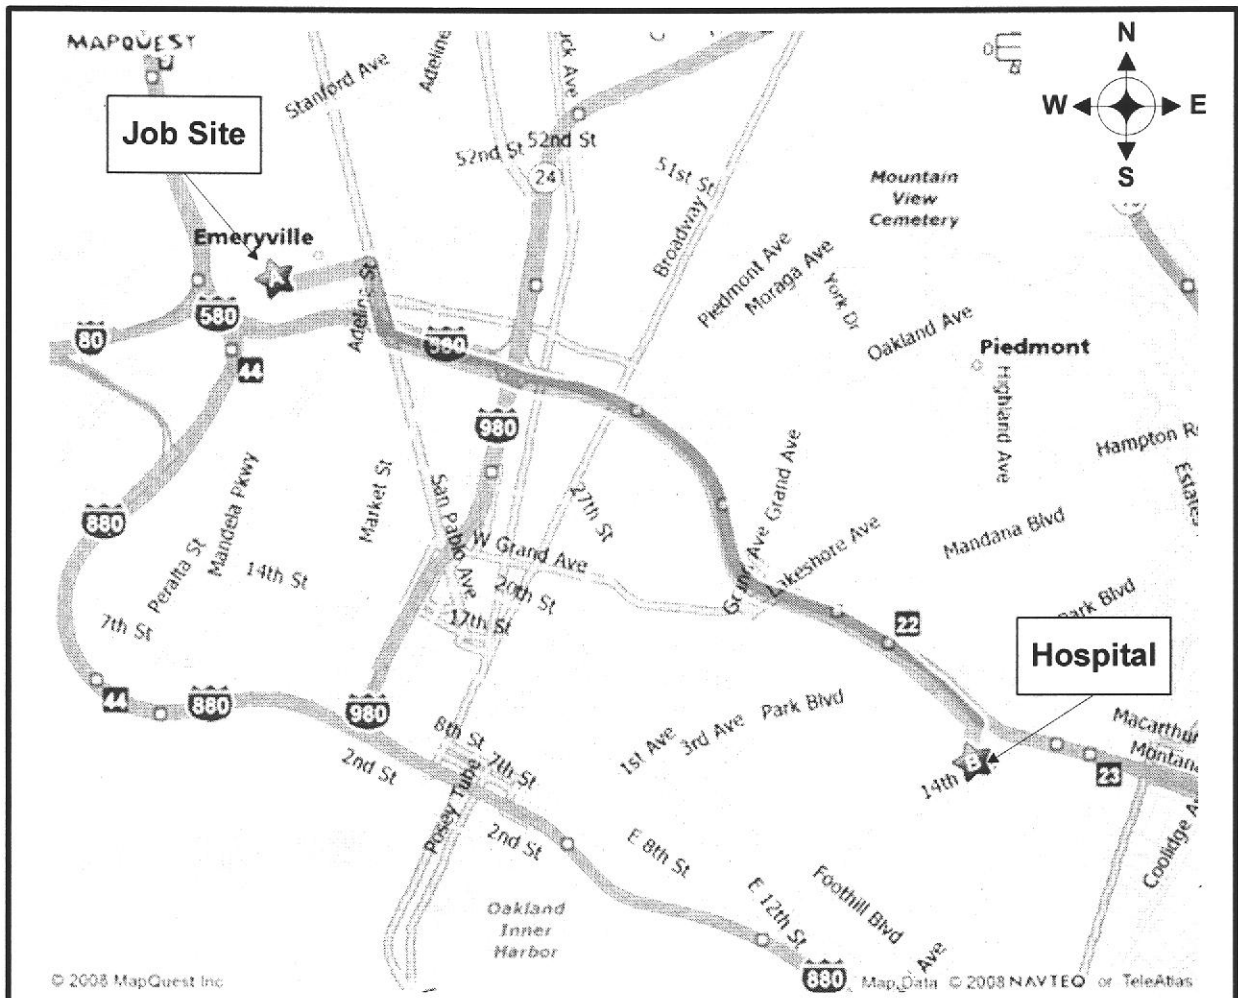 MAPQUEST
N
W E
S
Job Site
Stanford Ave
Adeline
52nd St
52nd St
24
51st St
Broadway
Mountain
View
Cemetery
Emeryville
A
Adeline St
Piedmont Ave
Moraga Ave
York Dr
Oakland Ave
Piedmont
Highland Ave
80
580
44
580
980
Hampton
Estates
Grand Ave
Grand Ave
Lakeshore Ave
Mandana Blvd
Park Blvd
880
Mandela Pkwy
Peralta St
Market St
San Pablo Ave
27th St
W Grand Ave
20th St
17th St
14th St
7th St
22
Hospital
44
880
980
8th St
7th St
2nd St
2nd St
Posey Tube
1st Ave
3rd Ave
Park Blvd
14th
B
23
Macarthur
Coolidge
E 8th St
E 12th St
Foothill Blvd
Ave
880
Oakland
Inner
Harbor
© 2008 MapQuest Inc
Map Data © 2008 NAVTEQ or TeleAtlas